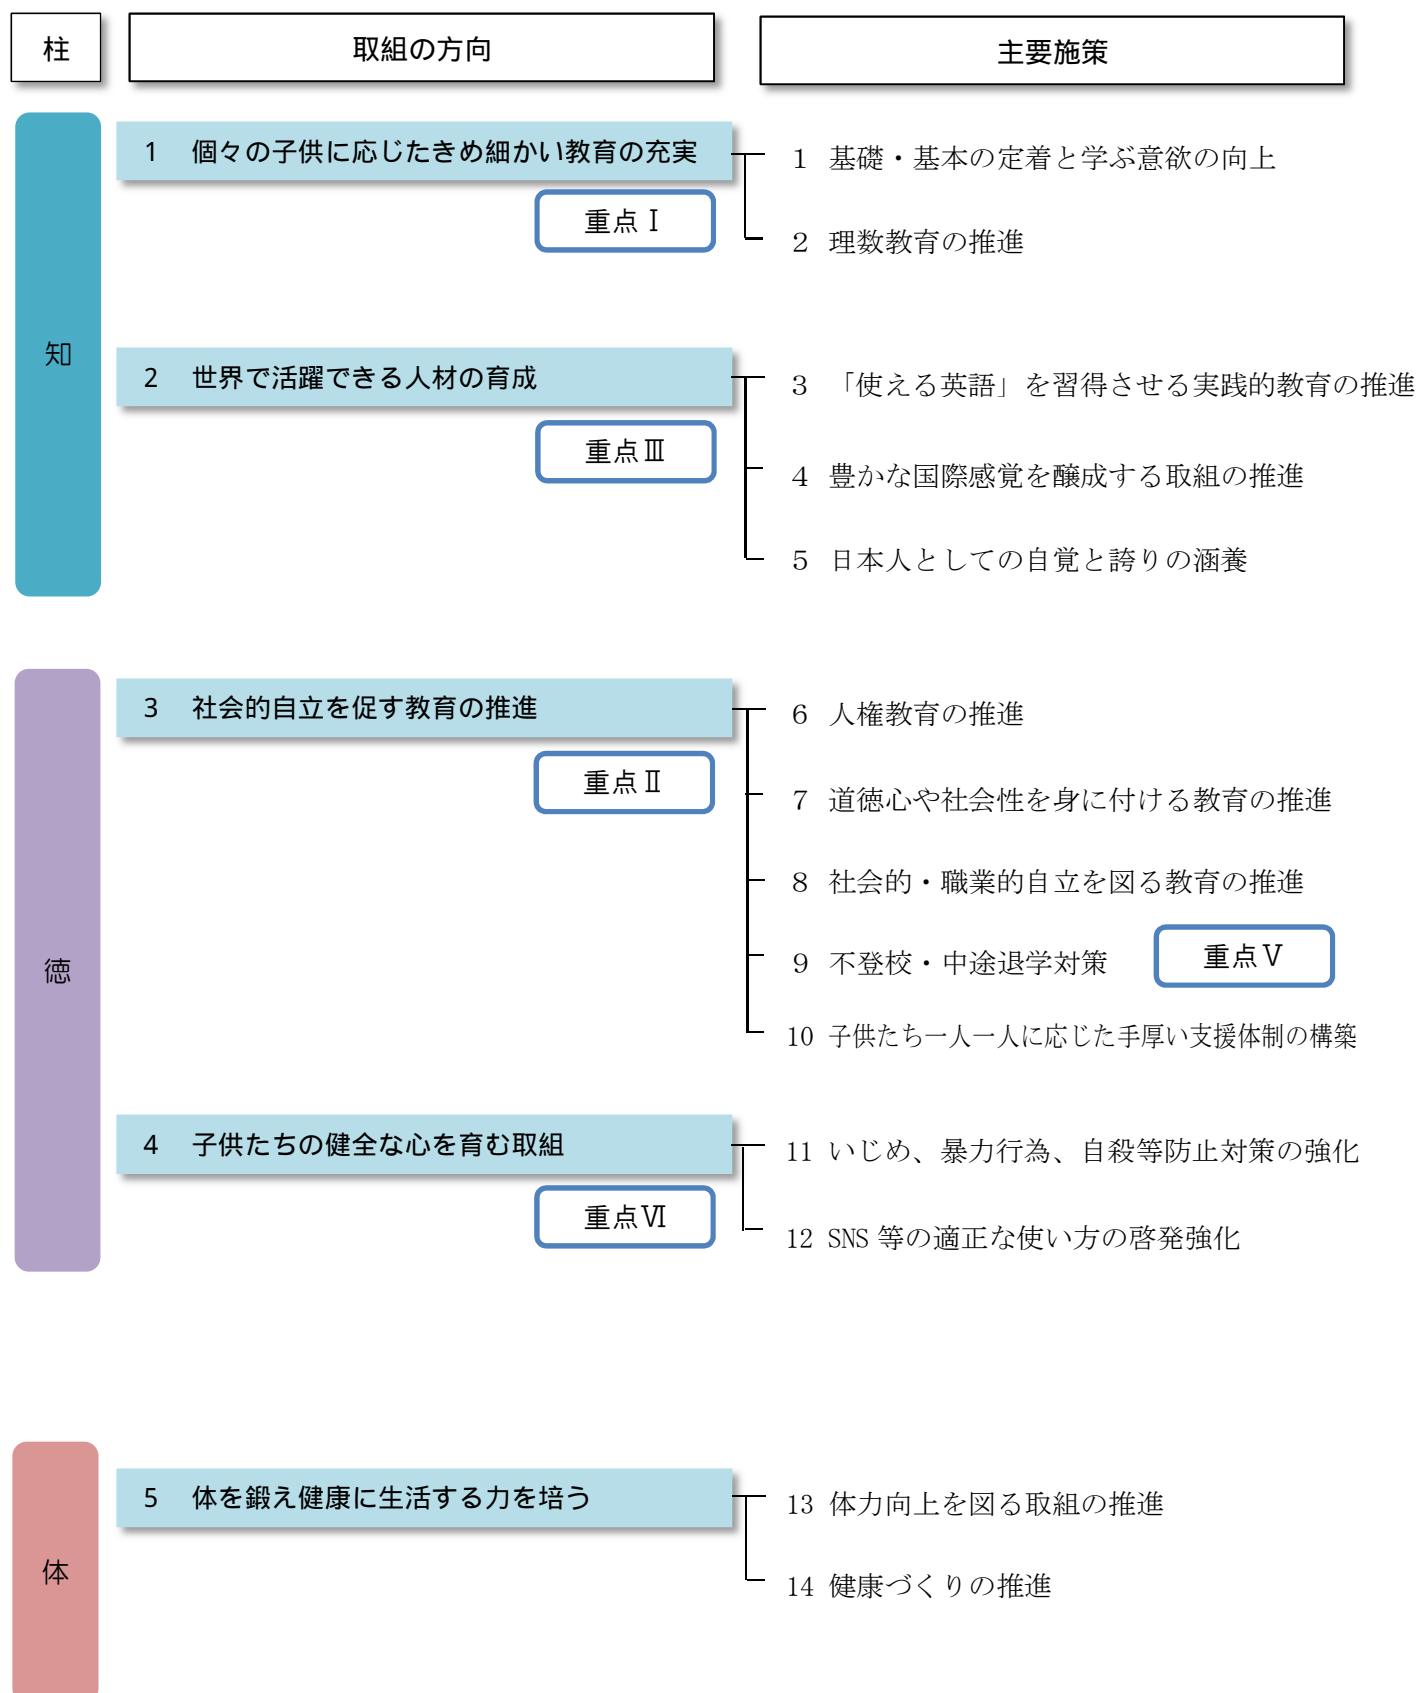 柱
取組の方向
主要施策
知
1 個々の子供に応じたきめ細かい教育の充実
重点Ⅰ
1 基礎・基本の定着と学ぶ意欲の向上
2 理数教育の推進
2 世界で活躍できる人材の育成
重点Ⅲ
3 「使える英語」を習得させる実践的教育の推進
4 豊かな国際感覚を醸成する取組の推進
5 日本人としての自覚と誇りの涵養
徳
3 社会的自立を促す教育の推進
重点Ⅱ
6 人権教育の推進
7 道徳心や社会性を身に付ける教育の推進
8 社会的・職業的自立を図る教育の推進
9 不登校・中途退学対策
重点Ⅴ
10 子供たち一人一人に応じた手厚い支援体制の構築
4 子供たちの健全な心を育む取組
重点Ⅵ
11 いじめ、暴力行為、自殺等防止対策の強化
12 SNS 等の適正な使い方の啓発強化
体
5 体を鍛え健康に生活する力を培う
13 体力向上を図る取組の推進
14 健康づくりの推進